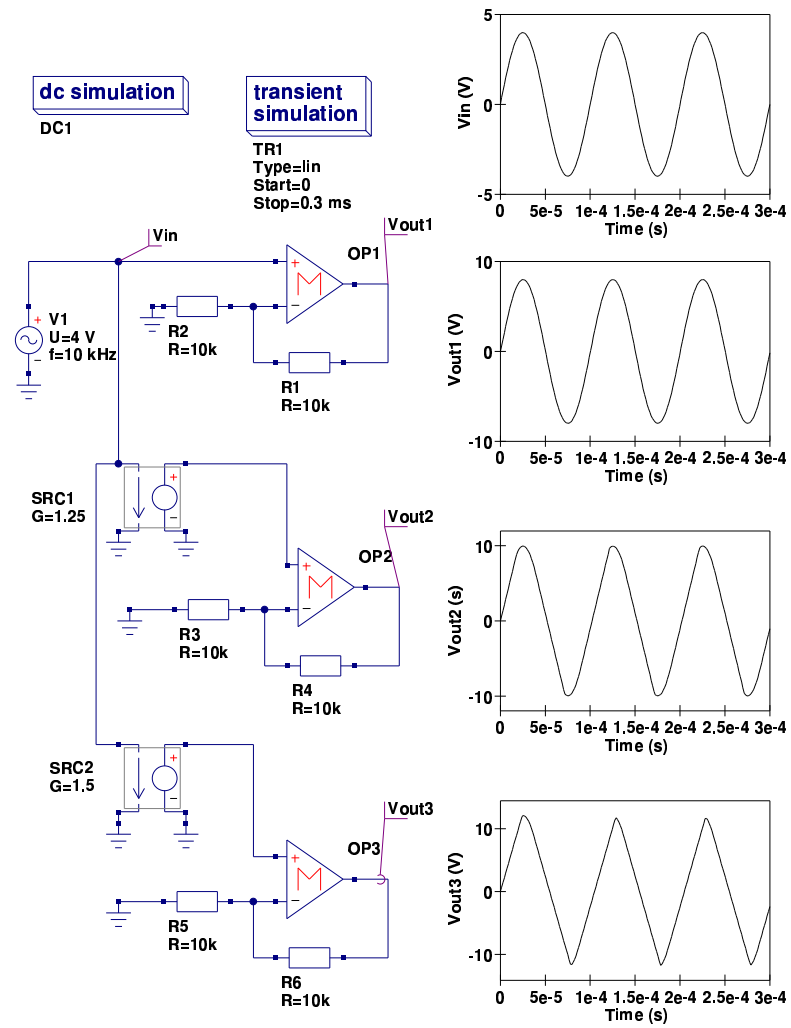 dc simulation
DC1
transient
simulation
TR1
Type=lin
Start=0
Stop=0.3 ms
Vin
V1
U=4 V
f=10 kHz
+
−
OP1
Vout1
+
−
R2
R=10k
R1
R=10k
SRC1
G=1.25
+
−
OP2
Vout2
+
−
R3
R=10k
R4
R=10k
SRC2
G=1.5
+
−
OP3
Vout3
+
−
R5
R=10k
R6
R=10k
Vin (V)
5
0
-5
0 5e-5 1e-4 1.5e-4 2e-4 2.5e-4 3e-4
Time (s)
Vout1 (V)
10
0
-10
0 5e-5 1e-4 1.5e-4 2e-4 2.5e-4 3e-4
Time (s)
Vout2 (s)
10
0
-10
0 5e-5 1e-4 1.5e-4 2e-4 2.5e-4 3e-4
Time (s)
Vout3 (V)
10
0
-10
0 5e-5 1e-4 1.5e-4 2e-4 2.5e-4 3e-4
Time (s)